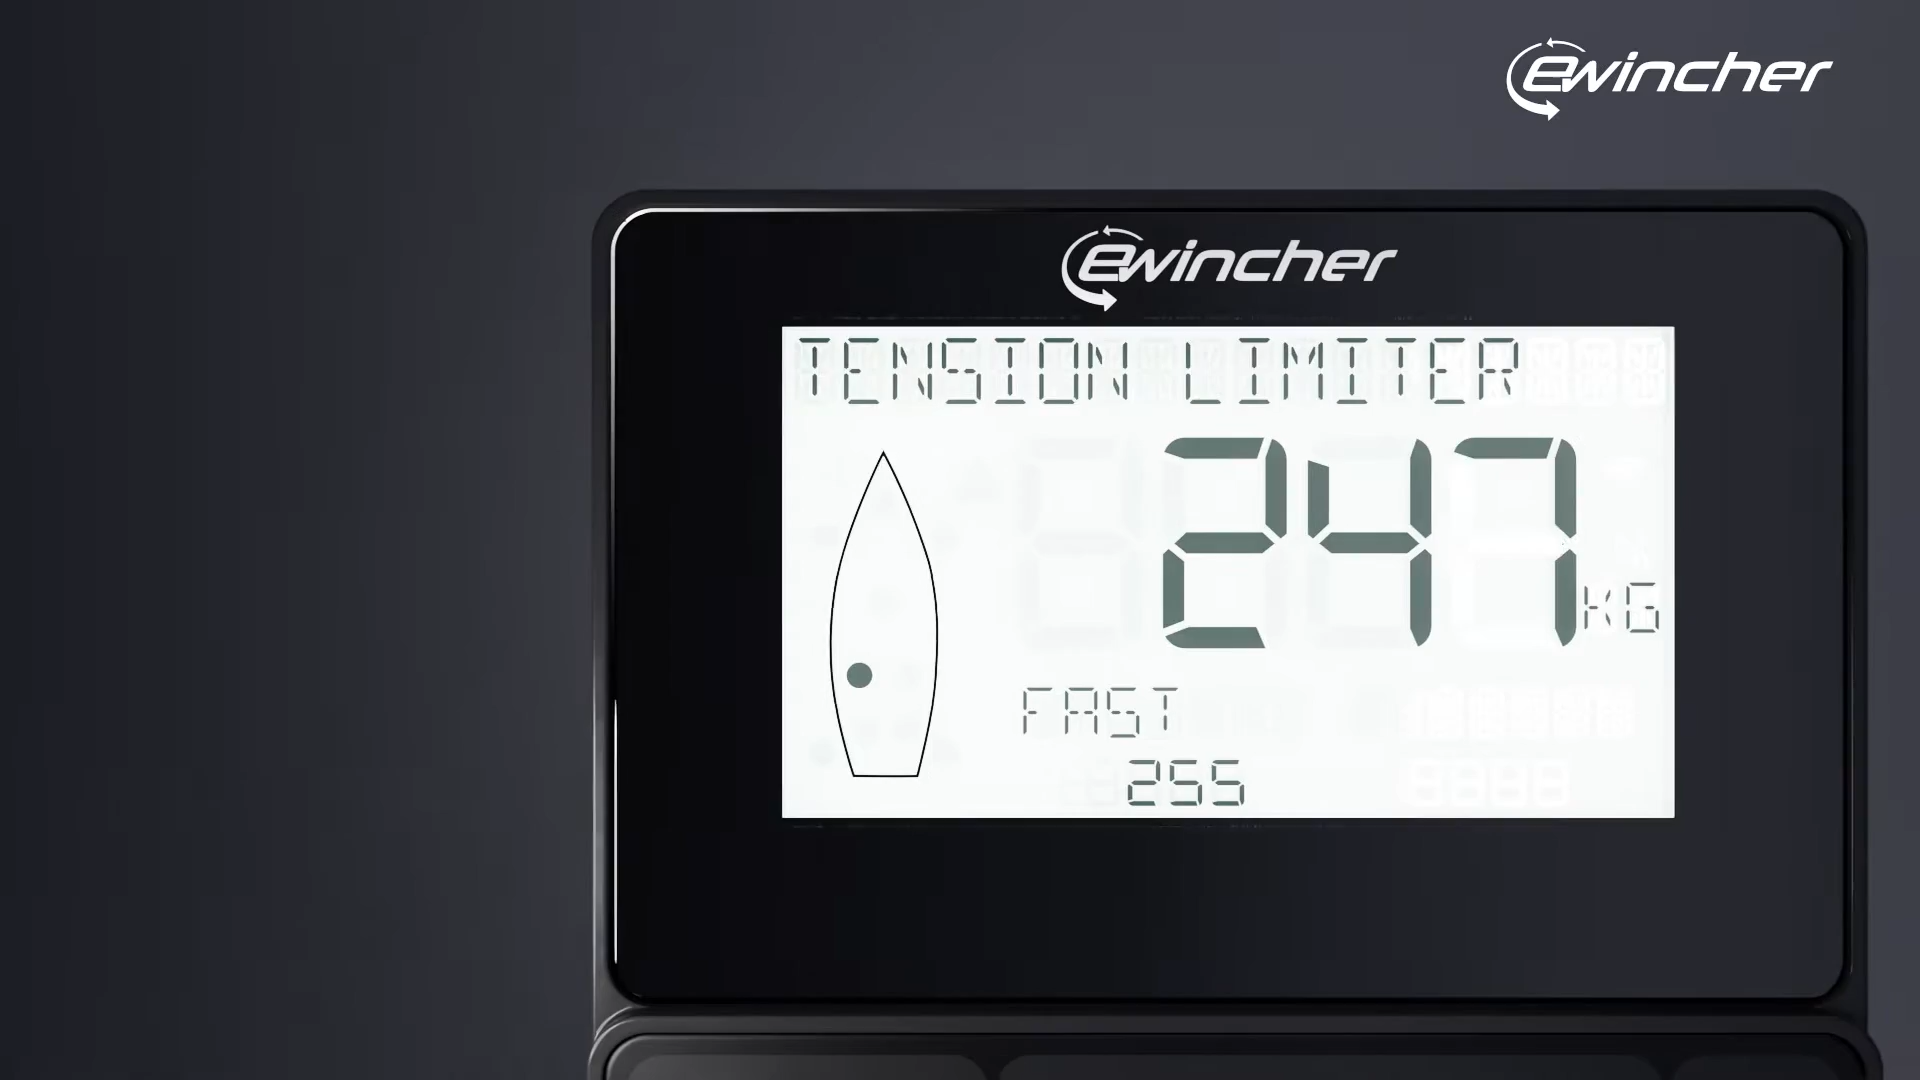 ewincher
ewincher
TENSION LIMITER
247 KG
FAST
255